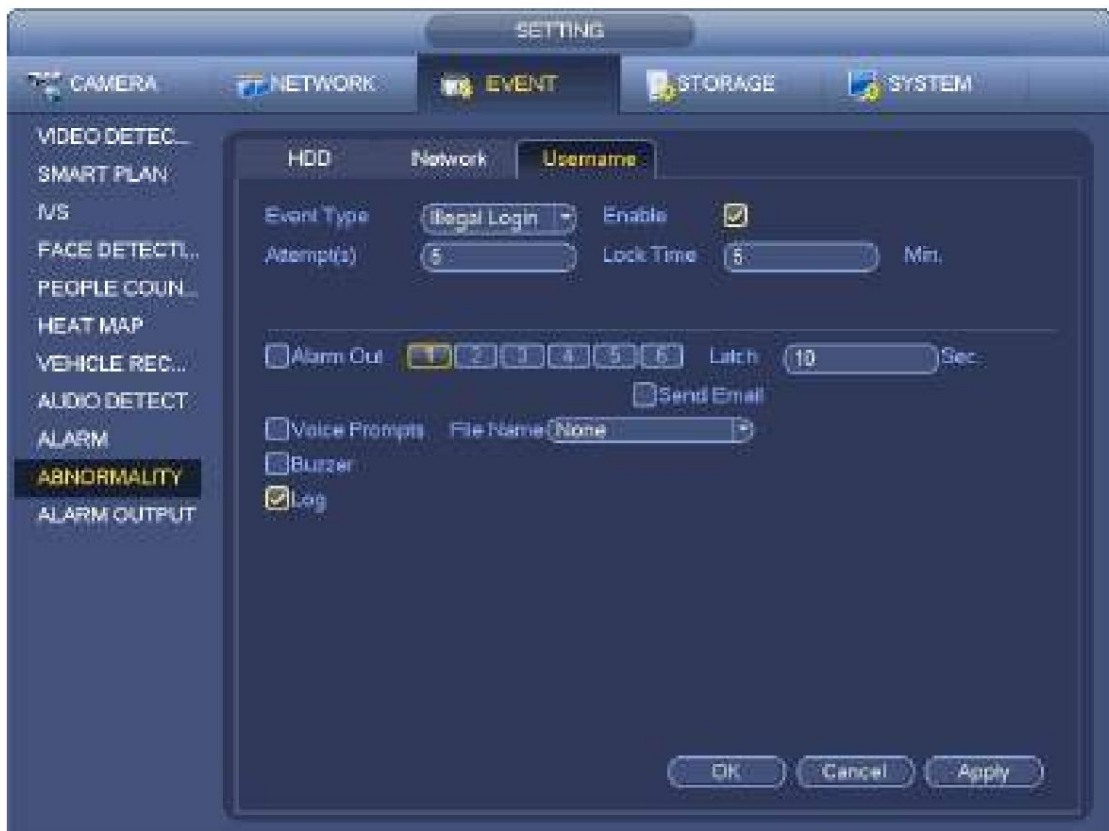 SETTING
CAMERA NETWORK EVENT STORAGE SYSTEM
VIDEO DETEC...
SMART PLAN
IVS
FACE DETECTI...
PEOPLE COUN...
HEAT MAP
VEHICLE REC...
AUDIO DETECT
ALARM
ABNORMALITY
ALARM OUTPUT
HDD Network Username
Event Type Illegal Login Enable
Attempt(s) 5 Lock Time 5 Min.
Alarm Out 1 2 3 4 5 6 Latch 10 Sec.
Send Email
Voice Prompts File Name None
Buzzer
Log
OK Cancel Apply